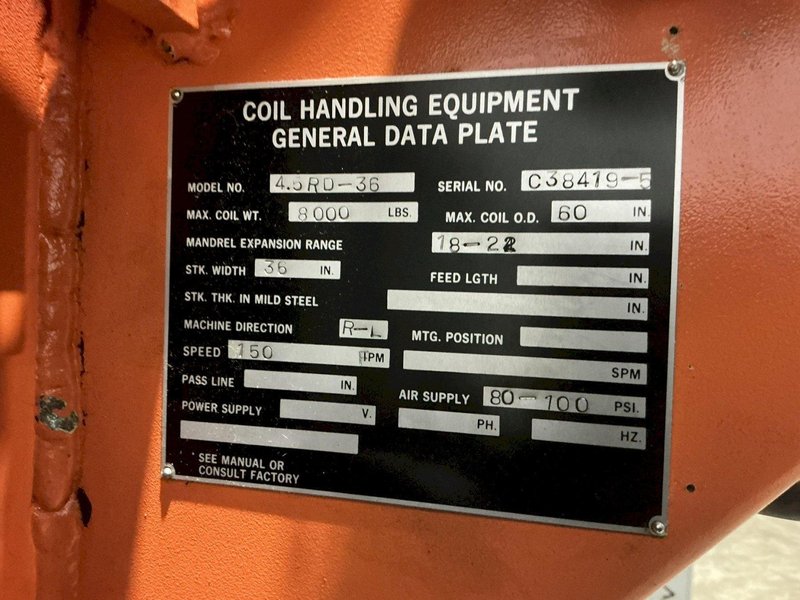 COIL HANDLING EQUIPMENT
GENERAL DATA PLATE
MODEL NO. 4.5RD-36 SERIAL NO. C38419-5
MAX. COIL WT. 8000 LBS. MAX. COIL O.D. 60 IN.
MANDREL EXPANSION RANGE 18-22 IN.
STK. WIDTH 36 IN. FEED LGTH IN.
STK. THK. IN MILD STEEL IN.
MACHINE DIRECTION R-L MTG. POSITION
SPEED 150 FPM SPM
PASS LINE IN. AIR SUPPLY 80-100 PSI.
POWER SUPPLY V. PH. HZ.
SEE MANUAL OR
CONSULT FACTORY